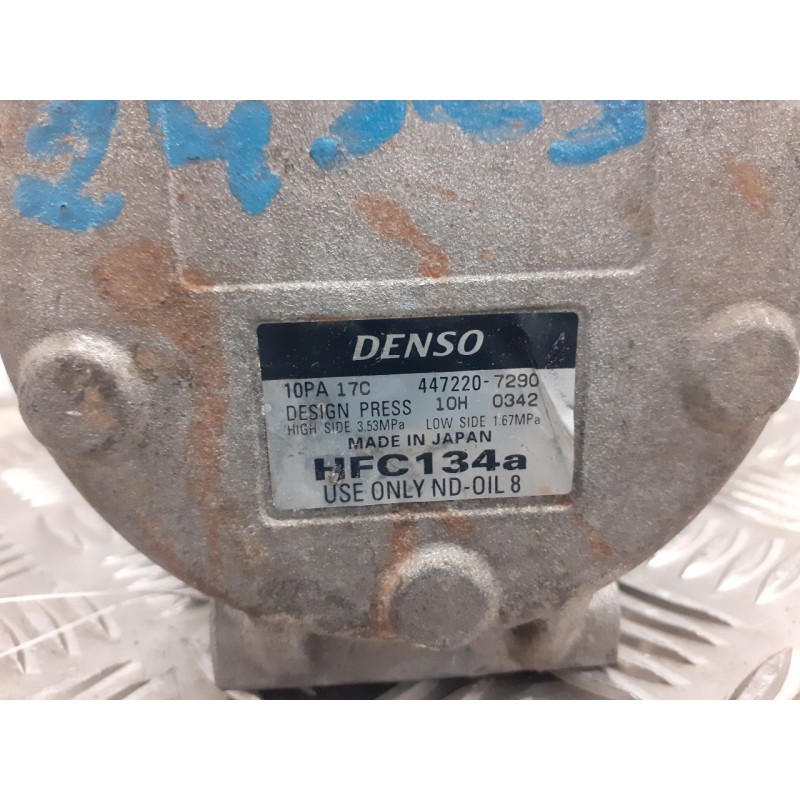 DENSO
10PA 17C 447220-7290
DESIGN PRESS 10H 0342
HIGH SIDE 3.53MPa LOW SIDE 1.67MPa
MADE IN JAPAN
HFC134a
USE ONLY ND-OIL 8